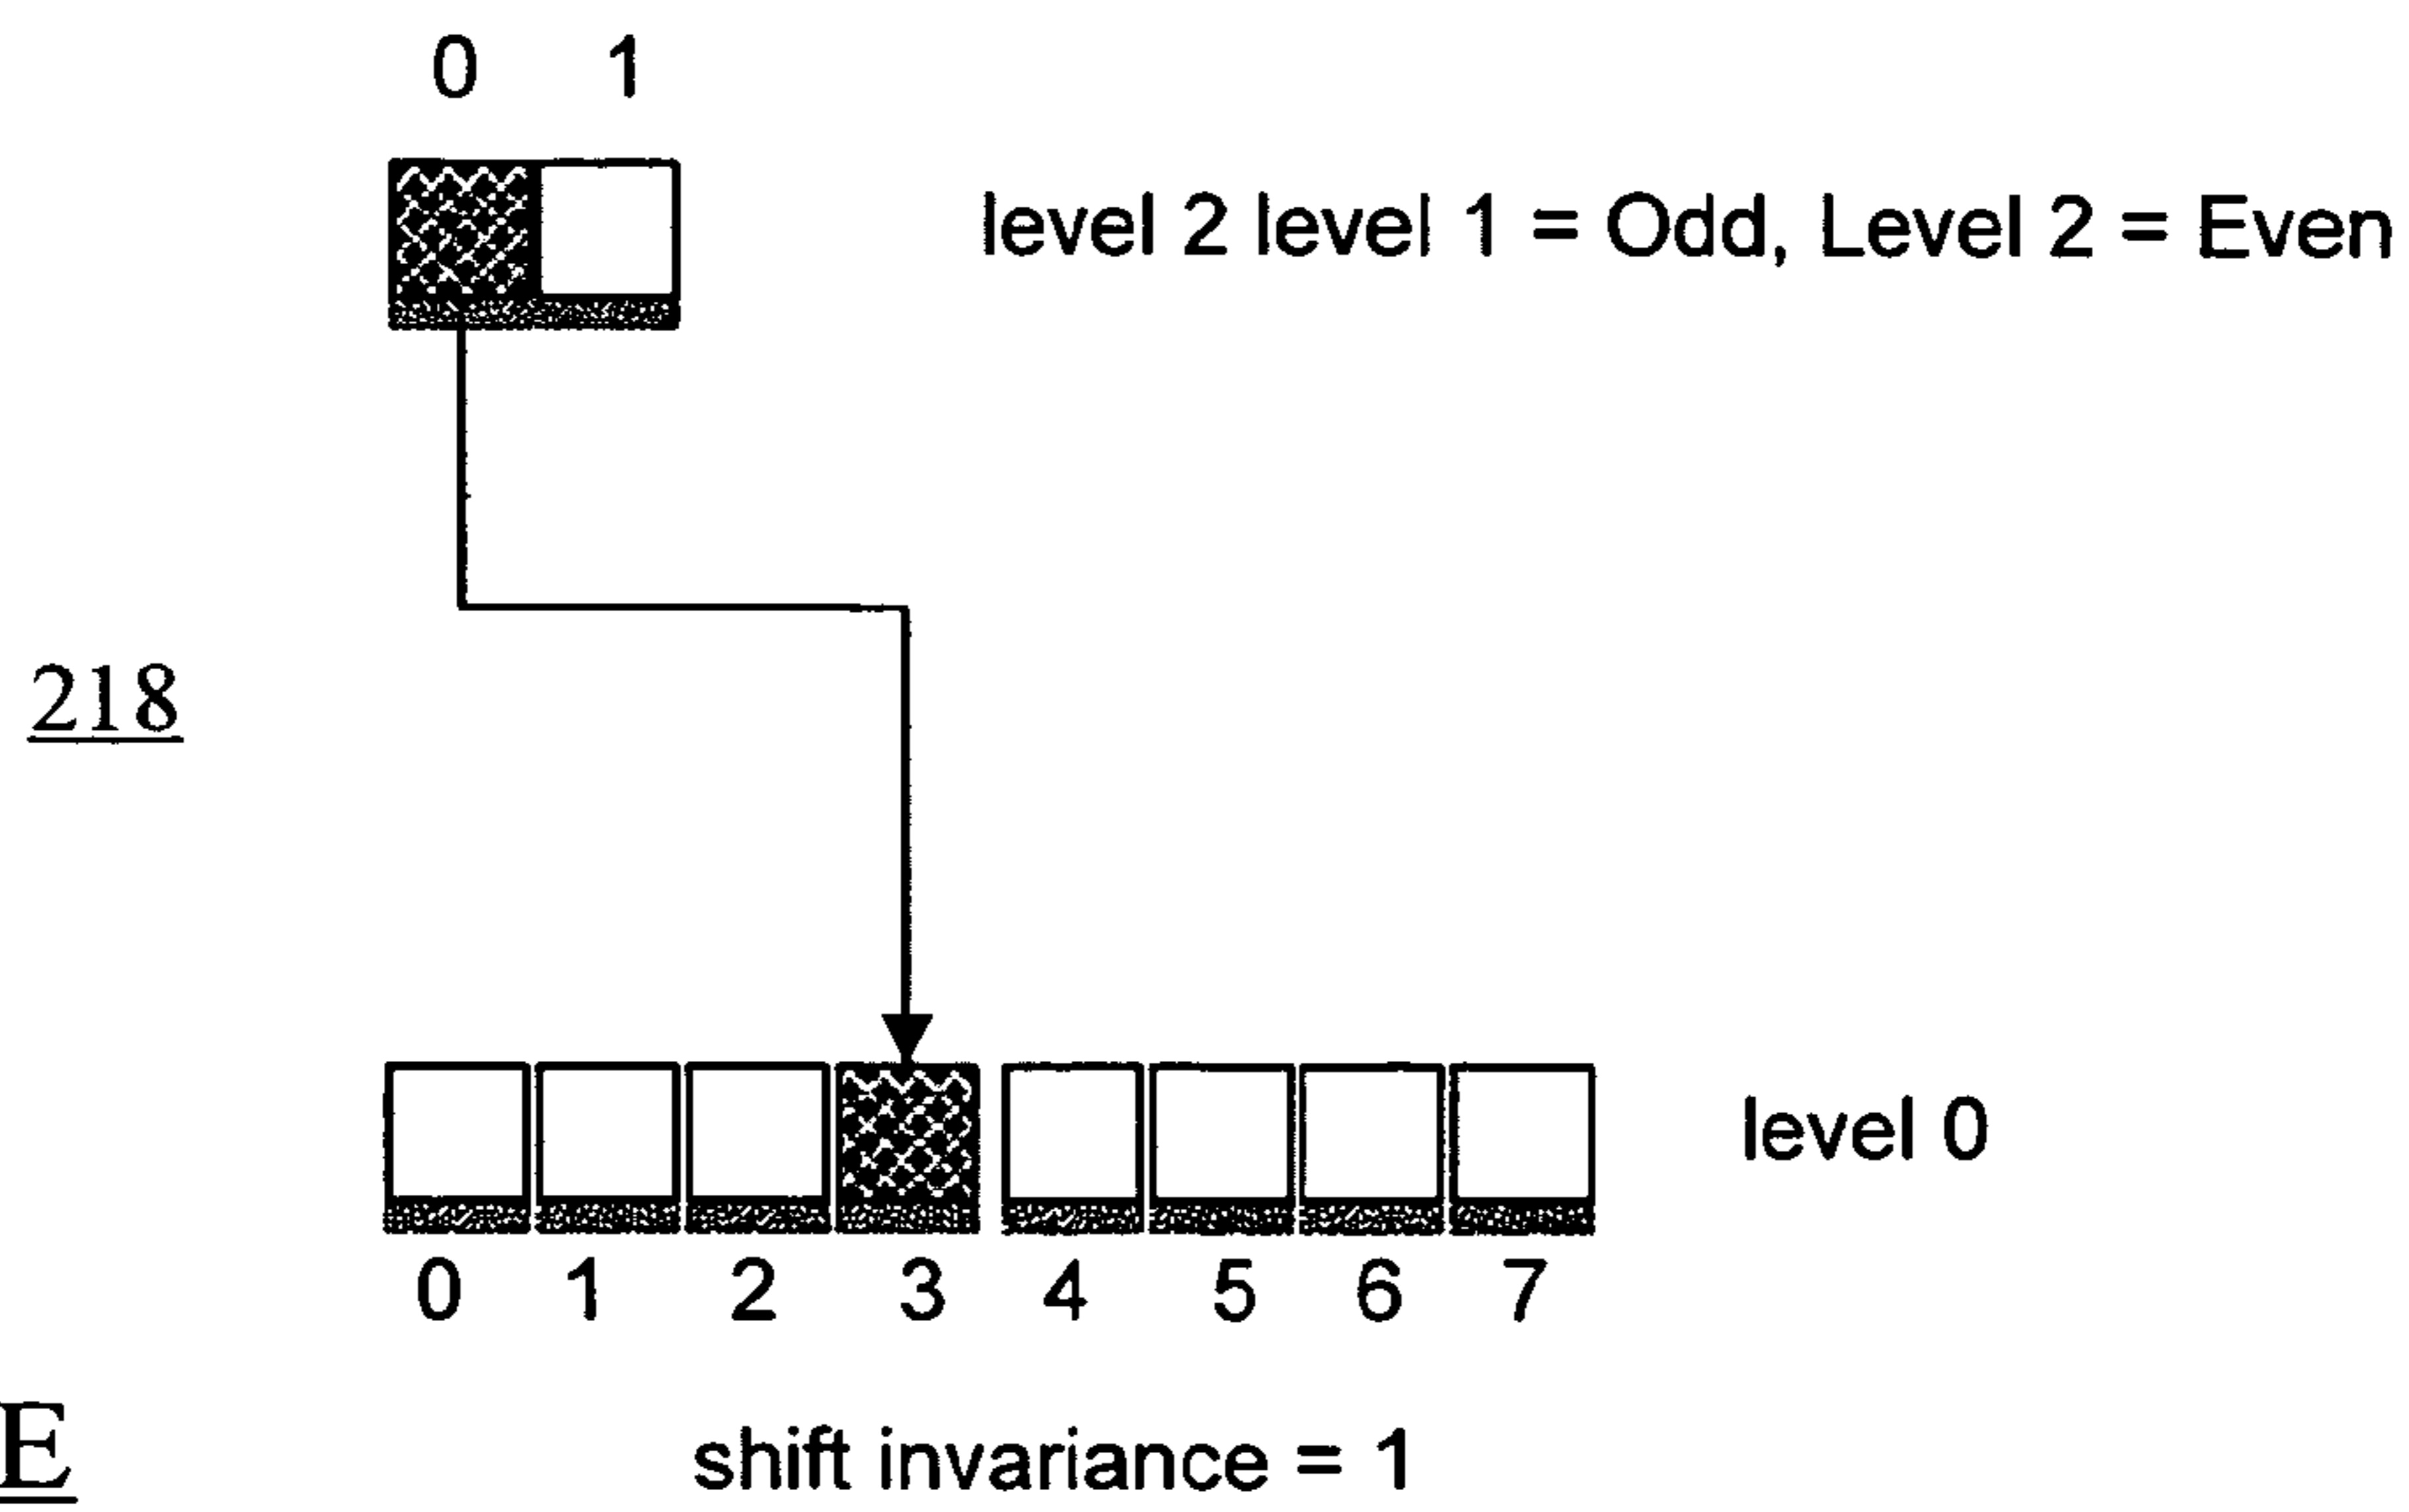 0 1
level 2 level 1 = Odd, Level 2 = Even
218
level 0
0 1 2 3 4 5 6 7
E
shift invariance = 1